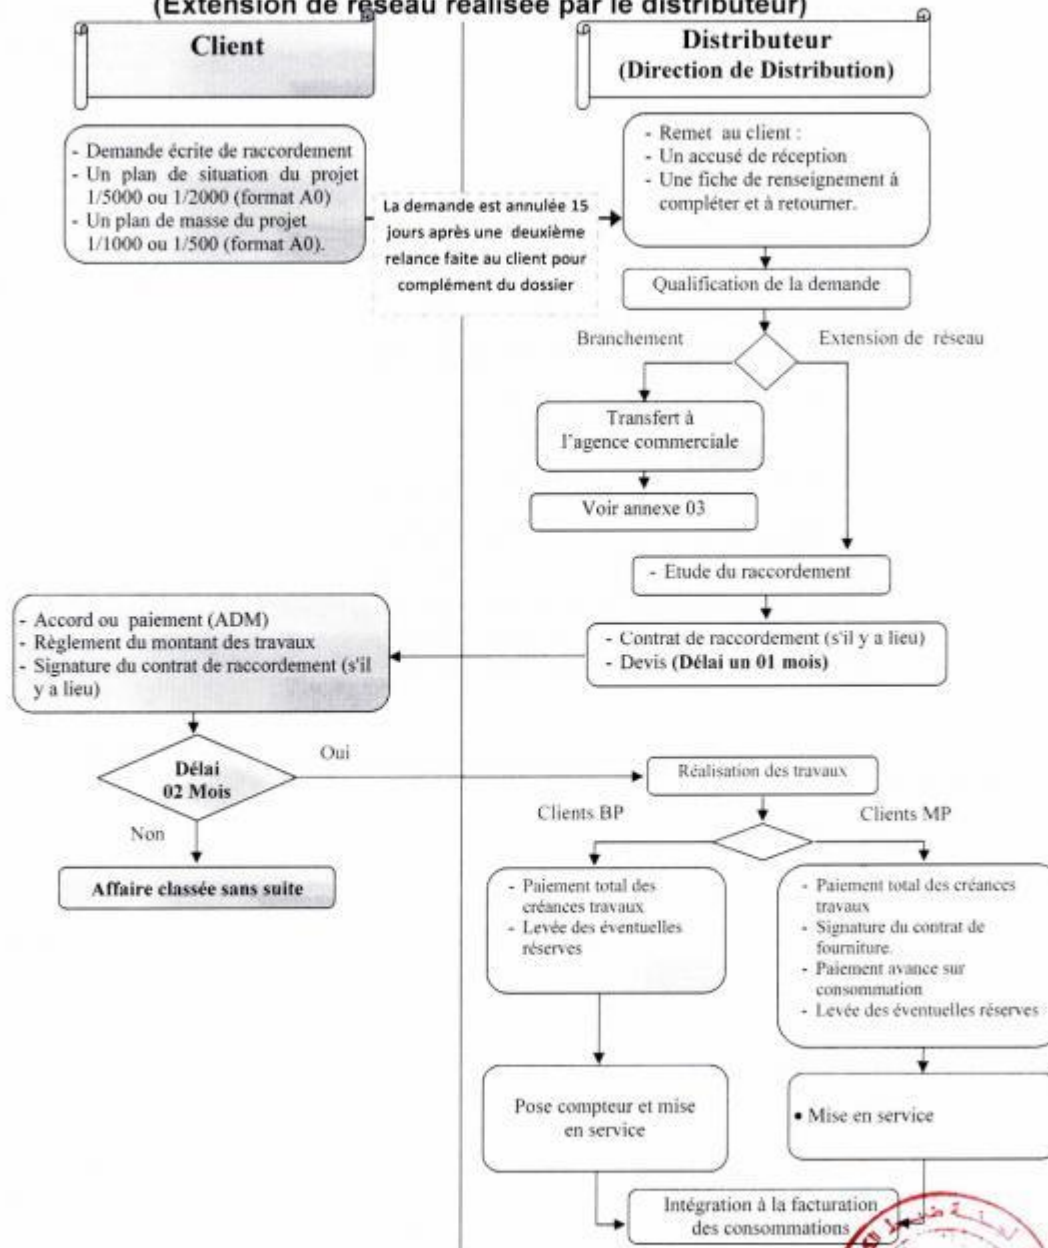 (Extension de réseau réalisée par le distributeur)
Client
Distributeur
(Direction de Distribution)
- Demande écrite de raccordement
- Un plan de situation du projet
1/5000 ou 1/2000 (format A0)
- Un plan de masse du projet
1/1000 ou 1/500 (format A0).
La demande est annulée 15
jours après une deuxième
relance faite au client pour
complément du dossier
- Remet au client :
- Un accusé de réception
- Une fiche de renseignement à
compléter et à retourner.
Qualification de la demande
Branchement
Extension de réseau
Transfert à
l'agence commerciale
Voir annexe 03
- Etude du raccordement
- Contrat de raccordement (s'il y a lieu)
- Devis (Délai un 01 mois)
- Accord ou paiement (ADM)
- Règlement du montant des travaux
- Signature du contrat de raccordement (s'il
y a lieu)
Délai
02 Mois
Oui
Non
Affaire classée sans suite
Réalisation des travaux
Clients BP
Clients MP
- Paiement total des
créances travaux
- Levée des éventuelles
réserves
- Paiement total des créances
travaux
- Signature du contrat de
fourniture.
- Paiement avance sur
consommation
- Levée des éventuelles réserves
Pose compteur et mise
en service
• Mise en service
Intégration à la facturation
des consommations